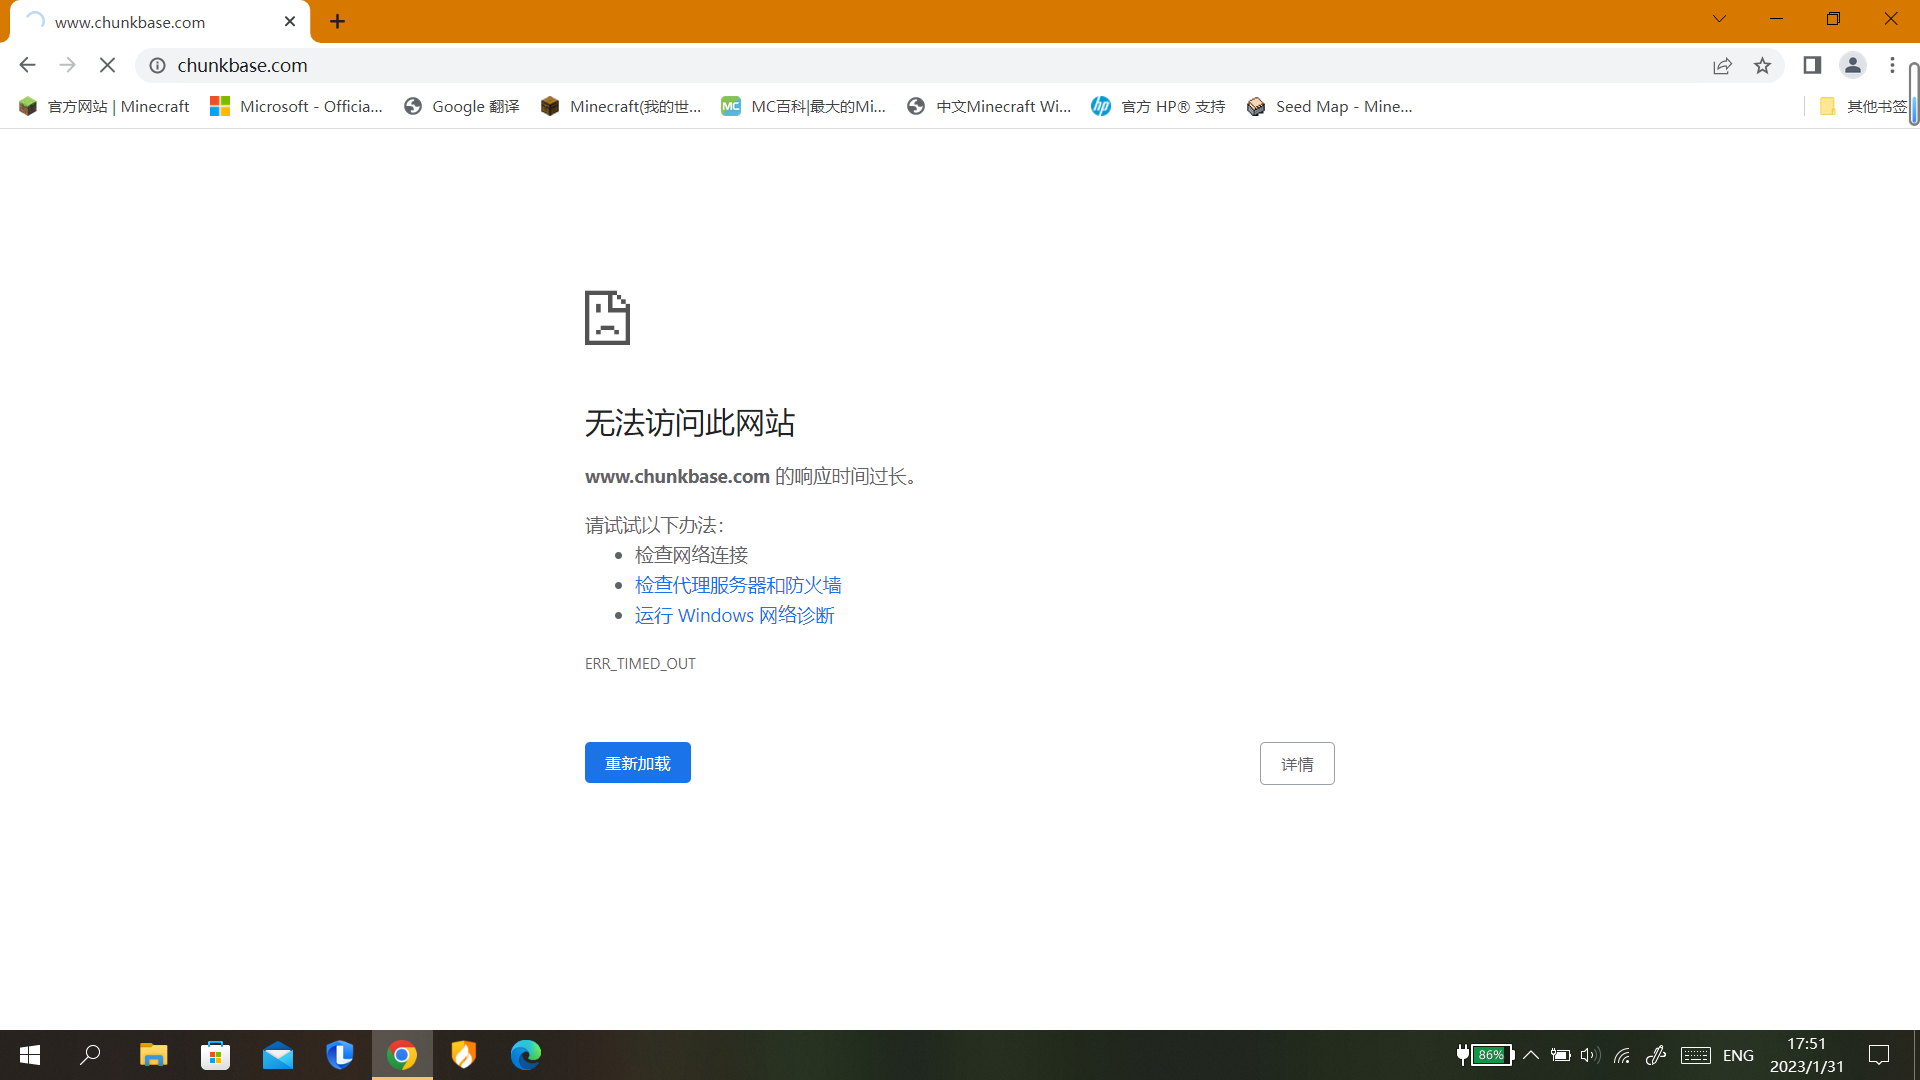 www.chunkbase.com
chunkbase.com
官方网站 | Minecraft
Microsoft - Officia...
Google 翻译
Minecraft(我的世...
MC
MC百科|最大的Mi...
中文Minecraft Wi...
hp
官方 HP® 支持
Seed Map - Mine...
其他书签
无法访问此网站
www.chunkbase.com 的响应时间过长。
请试试以下办法：
• 检查网络连接
• 检查代理服务器和防火墙
• 运行 Windows 网络诊断
ERR_TIMED_OUT
重新加载
详情
86%
ENG
17:51
2023/1/31